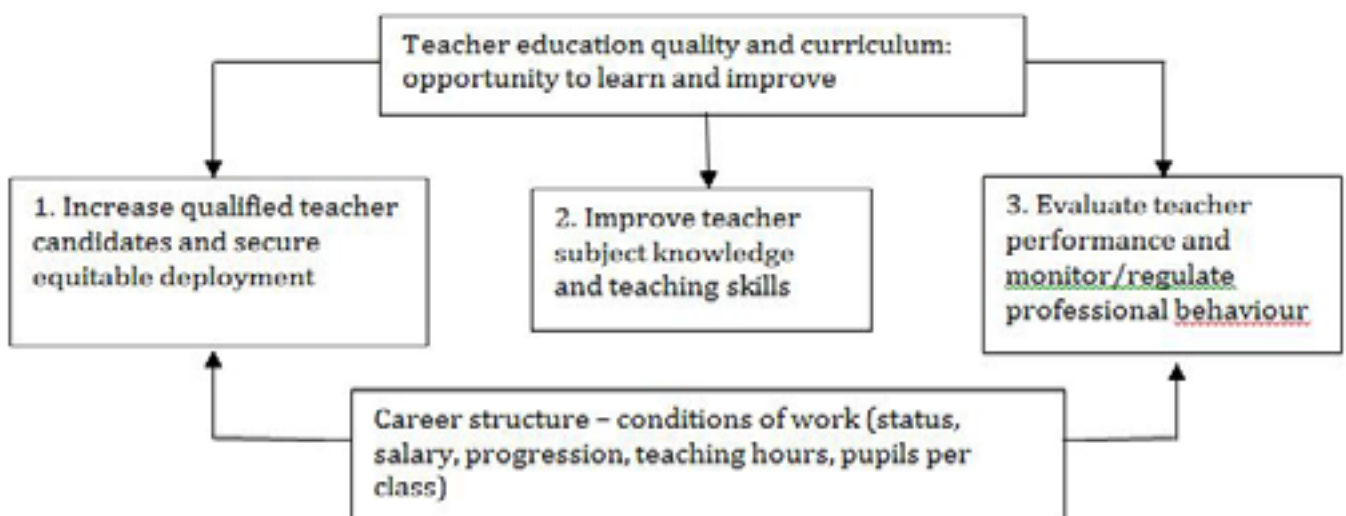 Teacher education quality and curriculum:
opportunity to learn and improve
1. Increase qualified teacher
candidates and secure
equitable deployment
2. Improve teacher
subject knowledge
and teaching skills
3. Evaluate teacher
performance and
monitor/regulate
professional behaviour
Career structure – conditions of work (status,
salary, progression, teaching hours, pupils per
class)